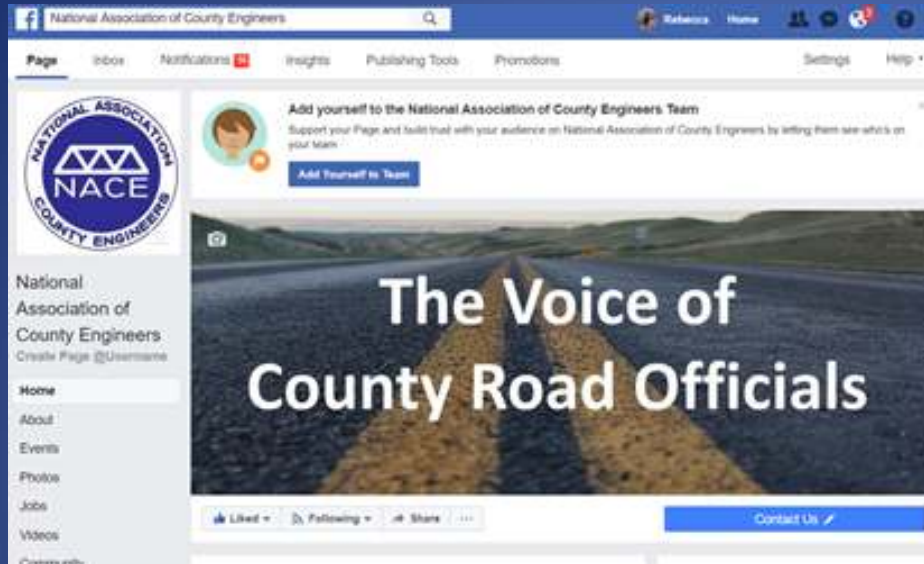 National Association of County Engineers
Rebecca Home
3
Page Inbox Notifications Insights Publishing Tools Promotions Settings Help
Add yourself to the National Association of County Engineers Team
Support your Page and build trust with your audience on National Association of County Engineers by letting them see who's on
your team
Add Yourself to Team
NATIONAL ASSOCIATION
NACE
COUNTY ENGINEERS
National
Association of
County Engineers
Create Page @Username
The Voice of
County Road Officials
Home
About
Events
Photos
Jobs
Videos
Community
Liked Following Share ...
Contact Us